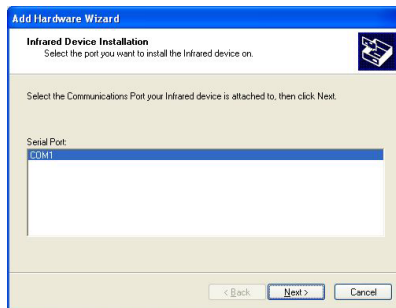 Add Hardware Wizard
Infrared Device Installation
Select the port you want to install the Infrared device on.
Select the Communications Port your Infrared device is attached to, then click Next.
Serial Port:
COM1
< Back
Next >
Cancel